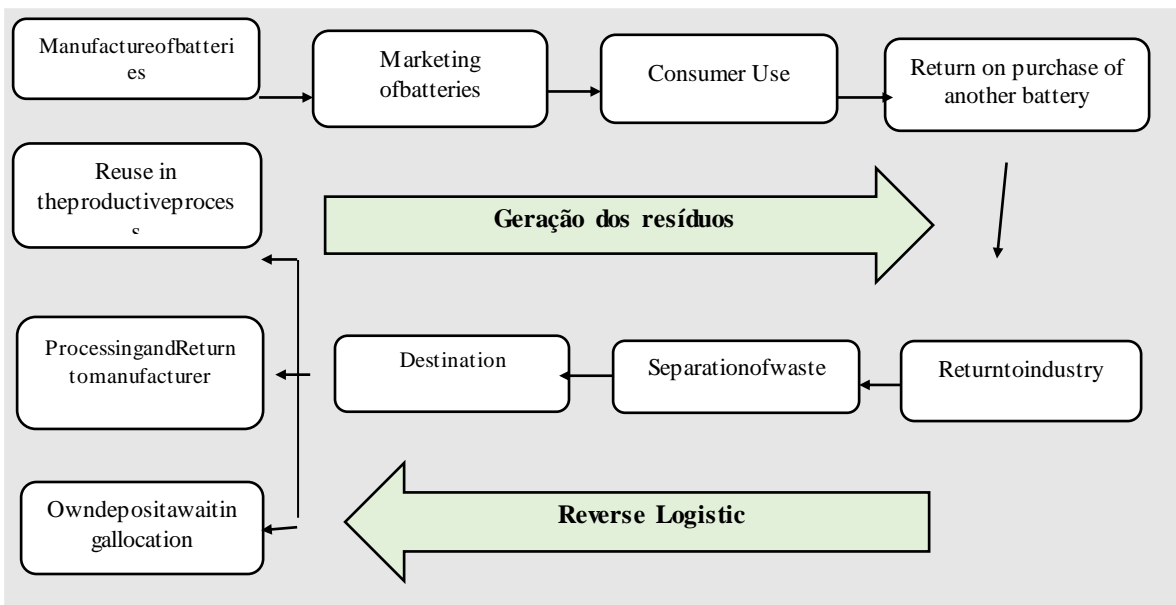 Manufactureofbatteri
es
Marketing
ofbatteries
Consumer Use
Return on purchase of
another battery
Reuse in
theproductiveproces
s
Geração dos resíduos
ProcessingandReturn
tomanufacturer
Destination
Separationofwaste
Returntoindustry
Owndepositawaitin
gallocation
Reverse Logistic